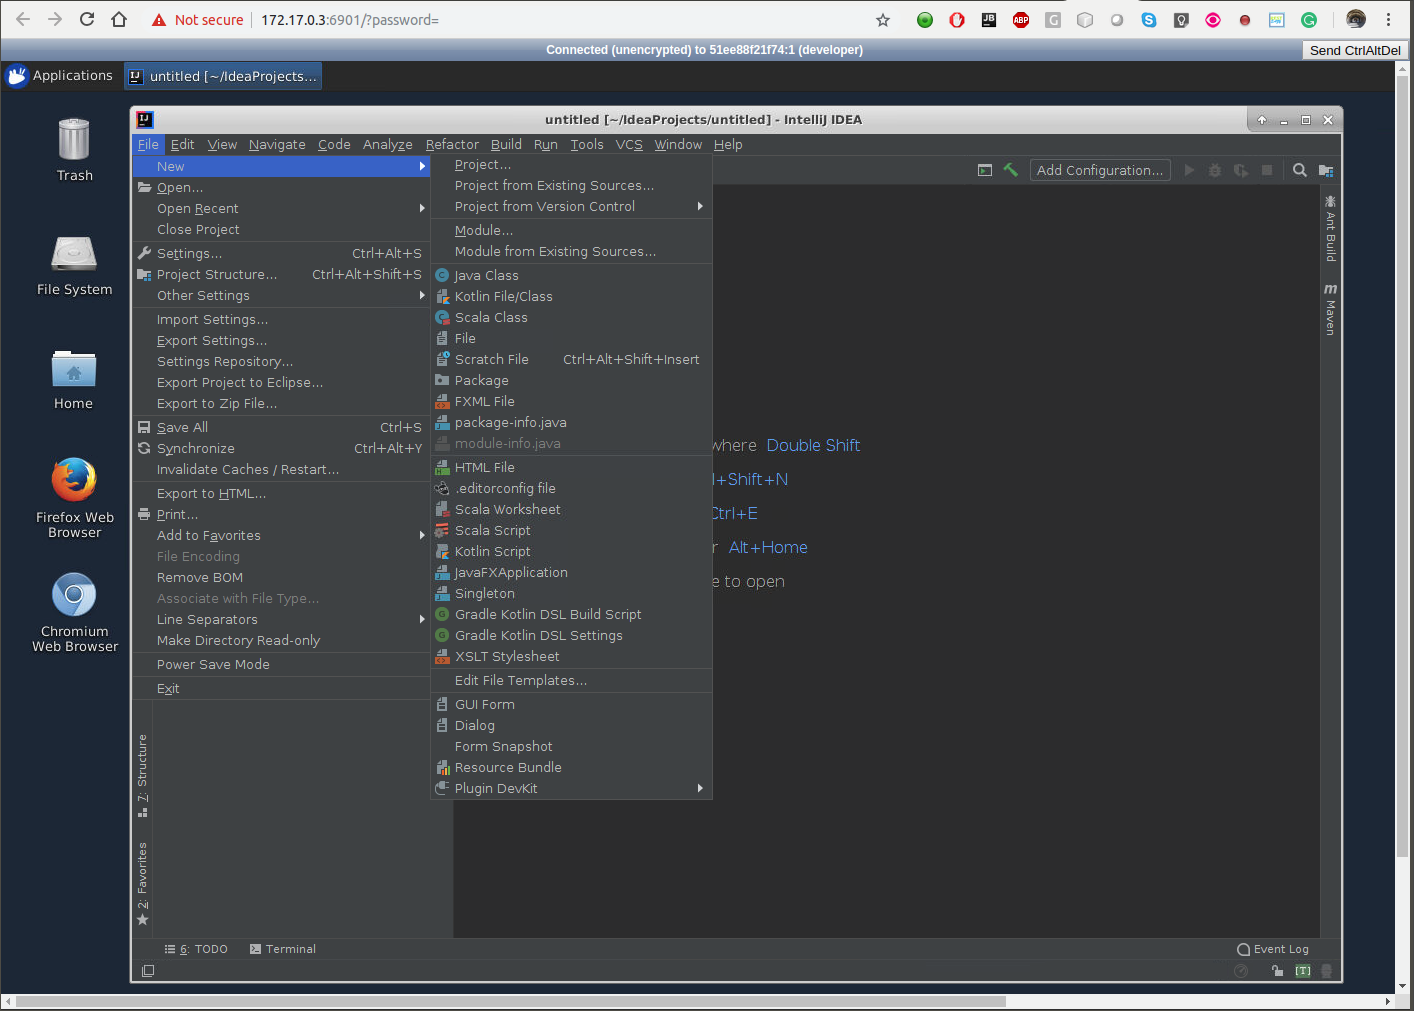 Not secure
172.17.0.3:6901/?password=
Connected (unencrypted) to 51ee88f21f74:1 (developer)
Send CtrlAltDel
Applications
untitled [~/IdeaProjects...
untitled [~/IdeaProjects/untitled] - IntelliJ IDEA
File Edit View Navigate Code Analyze Refactor Build Run Tools VCS Window Help
Add Configuration...
Trash
File System
Home
Firefox Web
Browser
Chromium
Web Browser
New
Open...
Open Recent
Close Project
Settings... Ctrl+Alt+S
Project Structure... Ctrl+Alt+Shift+S
Other Settings
Import Settings...
Export Settings...
Settings Repository...
Export Project to Eclipse...
Export to Zip File...
Save All Ctrl+S
Synchronize Ctrl+Alt+Y
Invalidate Caches / Restart...
Export to HTML...
Print...
Add to Favorites
File Encoding
Remove BOM
Associate with File Type...
Line Separators
Make Directory Read-only
Power Save Mode
Exit
Project...
Project from Existing Sources...
Project from Version Control
Module...
Module from Existing Sources...
Java Class
Kotlin File/Class
Scala Class
File
Scratch File Ctrl+Alt+Shift+Insert
Package
FXML File
package-info.java
module-info.java
HTML File
.editorconfig file
Scala Worksheet
Scala Script
Kotlin Script
JavaFXApplication
Singleton
Gradle Kotlin DSL Build Script
Gradle Kotlin DSL Settings
XSLT Stylesheet
Edit File Templates...
GUI Form
Dialog
Form Snapshot
Resource Bundle
Plugin DevKit
where Double Shift
l+Shift+N
Ctrl+E
r Alt+Home
e to open
Ant Build
Maven
7: Structure
2: Favorites
6: TODO
Terminal
Event Log
[T]